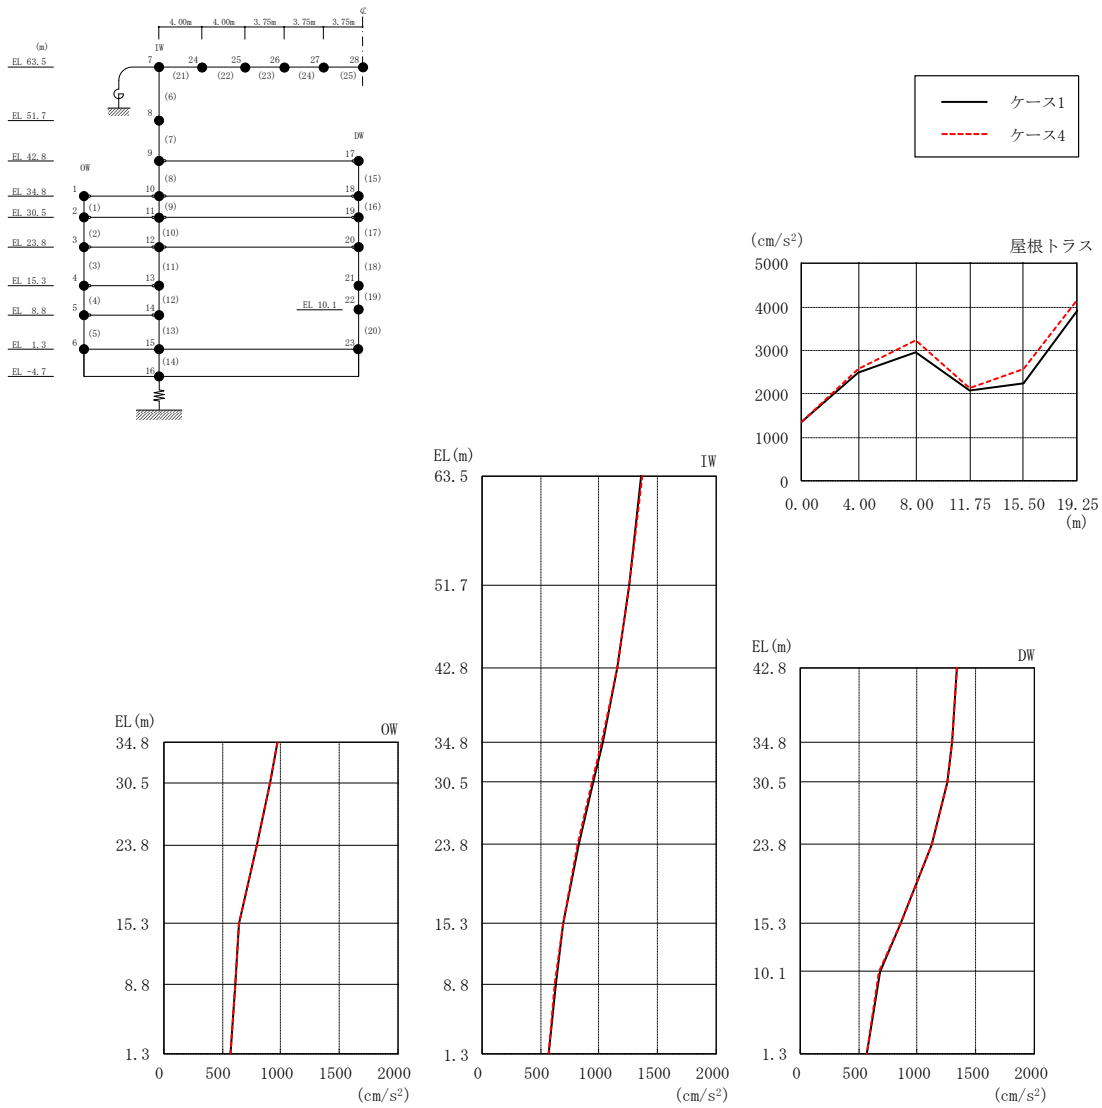 ℄
4.00m 4.00m 3.75m 3.75m 3.75m
(m)
IW
EL 63.5 7 24 25 26 27 28
(21) (22) (23) (24) (25)
(6)
EL 51.7 8
(7)
DW
EL 42.8 9 17
OW
(8) (15)
EL 34.8 1 10 18
(1) (9) (16)
EL 30.5 2 11 19
(2) (10) (17)
EL 23.8 3 12 20
(3) (11) (18)
EL 15.3 4 13 21
(4) (12) (19)
EL 10.1 22
EL 8.8 5 14
(5) (13) (20)
EL 1.3 6 15 23
(14)
EL -4.7 16
ケース1
ケース4
(cm/s²) 屋根トラス
5000
4000
3000
2000
1000
0
0.00 4.00 8.00 11.75 15.50 19.25
(m)
EL(m) IW
63.5
51.7
42.8
34.8
30.5
23.8
15.3
8.8
1.3
0 500 1000 1500 2000
(cm/s²)
EL(m) OW
34.8
30.5
23.8
15.3
8.8
1.3
0 500 1000 1500 2000
(cm/s²)
EL(m) DW
42.8
34.8
30.5
23.8
15.3
10.1
1.3
0 500 1000 1500 2000
(cm/s²)